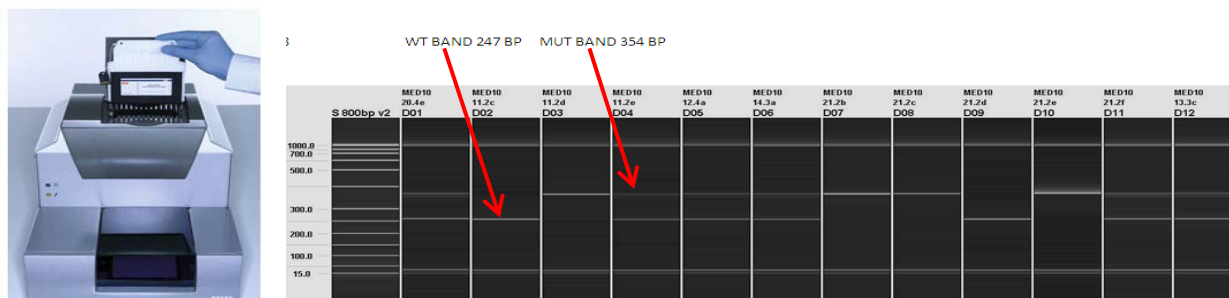 WT BAND 247 BP MUT BAND 354 BP
MED10 MED10 MED10 MED10 MED10 MED10 MED10 MED10 MED10 MED10 MED10 MED10
20.4e 11.2c 11.2d 11.2e 12.4a 14.3a 21.2b 21.2c 21.2d 21.2e 21.2f 13.3c
S 800bp v2 D01 D02 D03 D04 D05 D06 D07 D08 D09 D10 D11 D12
1000.0
700.0
500.0
300.0
200.0
100.0
15.0